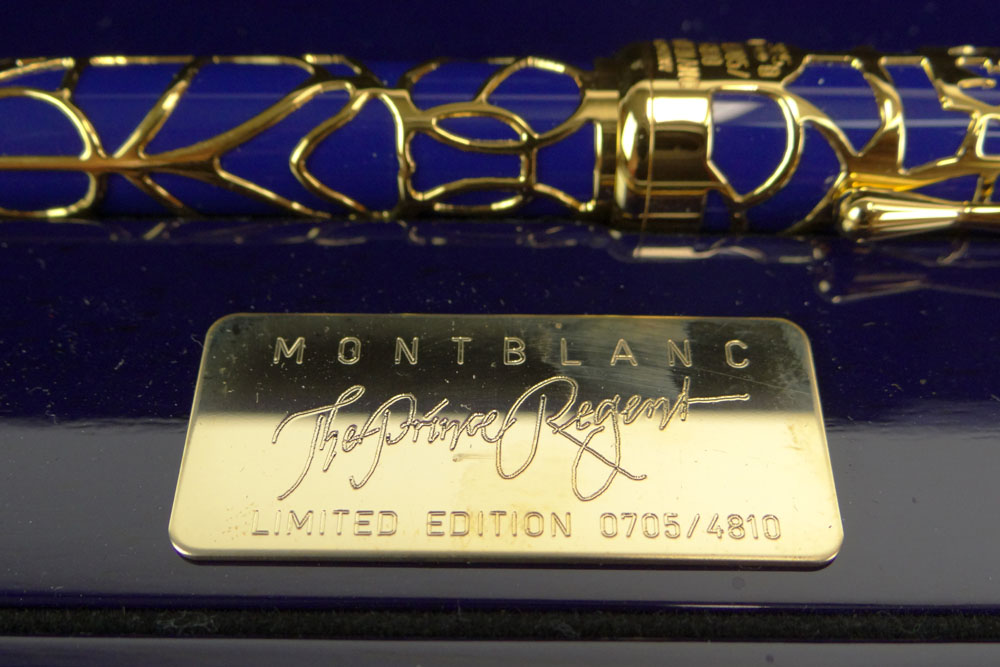 MONTBLANC
The Prince Regent
LIMITED EDITION 0705/4810